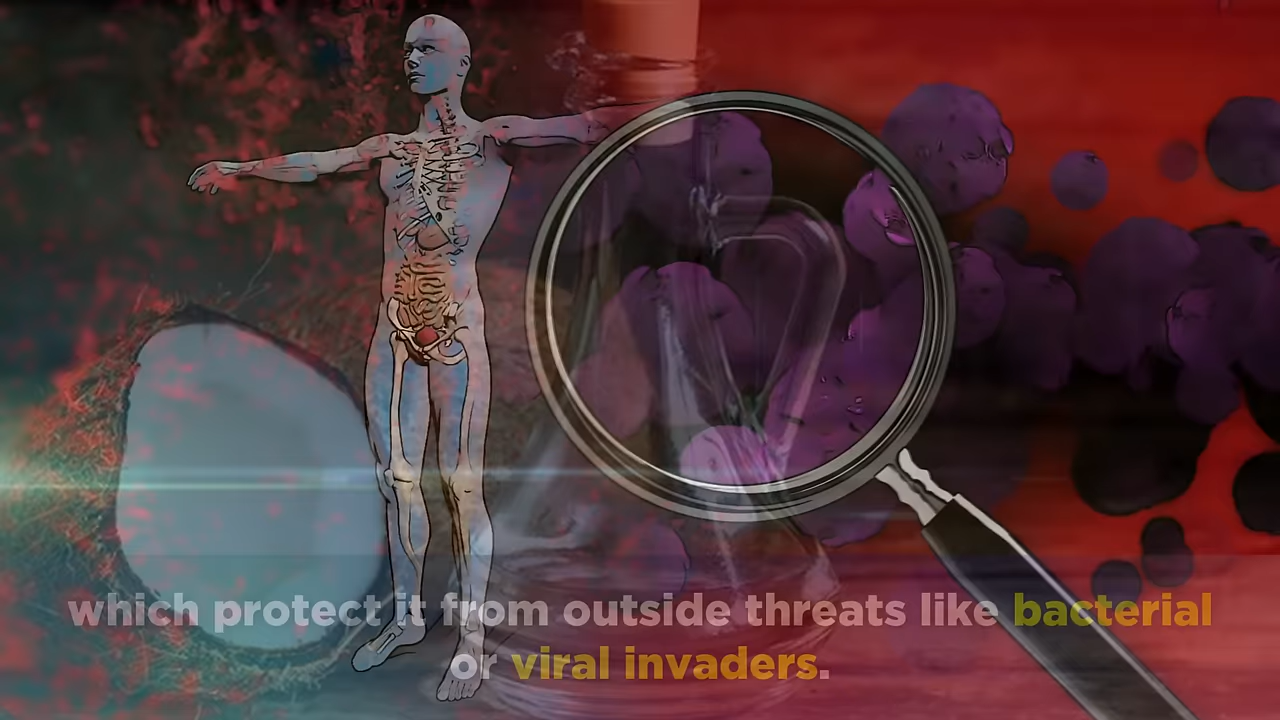 which protect it from outside threats like bacterial
or viral invaders.